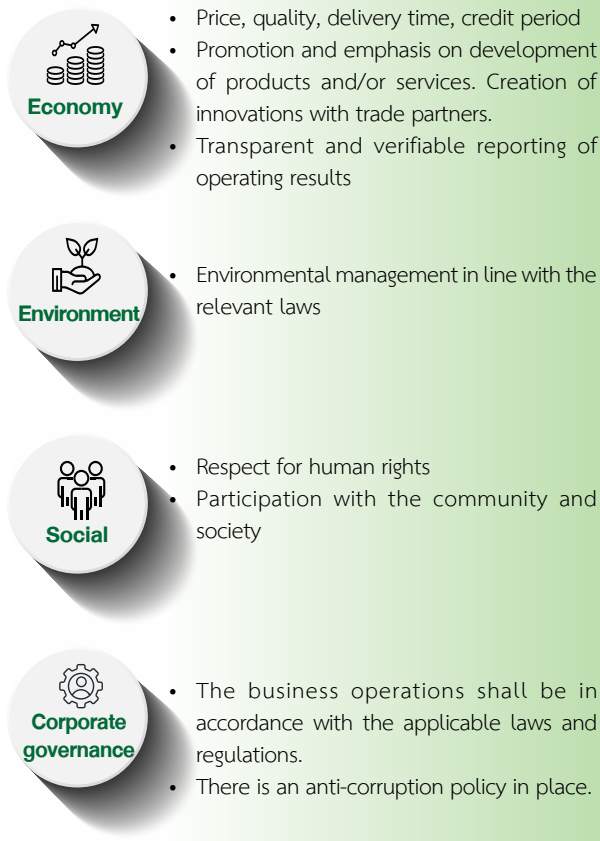 Economy
• Price, quality, delivery time, credit period
• Promotion and emphasis on development
of products and/or services. Creation of
innovations with trade partners.
• Transparent and verifiable reporting of
operating results
Environment
• Environmental management in line with the
relevant laws
Social
• Respect for human rights
• Participation with the community and
society
Corporate
governance
• The business operations shall be in
accordance with the applicable laws and
regulations.
• There is an anti-corruption policy in place.